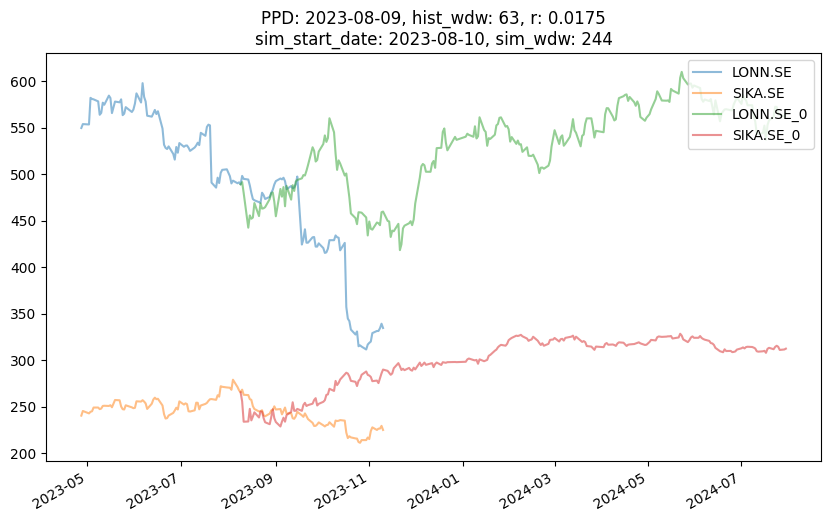 PPD: 2023-08-09, hist_wdw: 63, r: 0.0175
sim_start_date: 2023-08-10, sim_wdw: 244
LONN.SE
SIKA.SE
LONN.SE_0
SIKA.SE_0
600
550
500
450
400
350
300
250
200
2023-05
2023-07
2023-09
2023-11
2024-01
2024-03
2024-05
2024-07